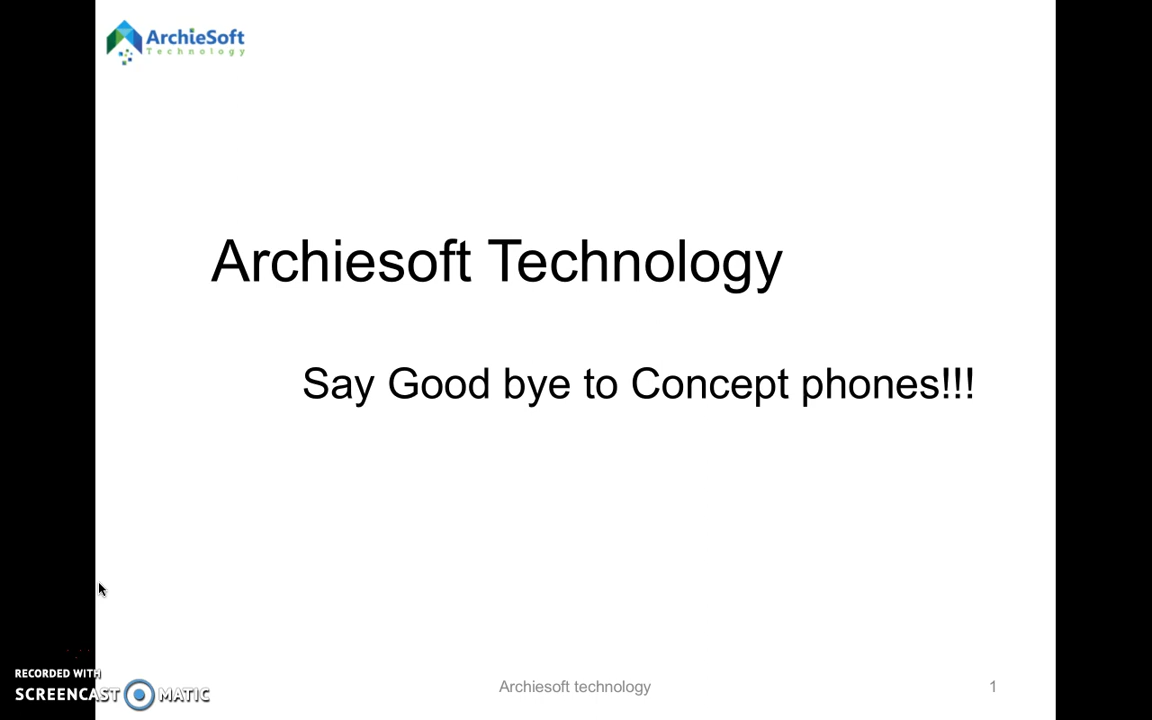 ArchieSoft
Technology
Archiesoft Technology
Say Good bye to Concept phones!!!
RECORDED WITH
SCREENCAST MATIC
Archiesoft technology
1